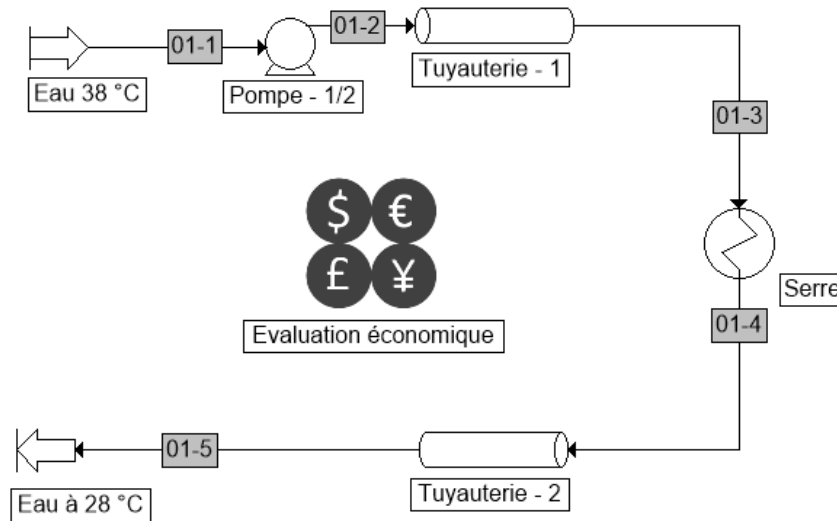 01-1
01-2
Eau 38 °C
Pompe - 1/2
Tuyauterie - 1
01-3
$ €
£ ¥
Evaluation économique
Serre
01-4
01-5
Eau à 28 °C
Tuyauterie - 2